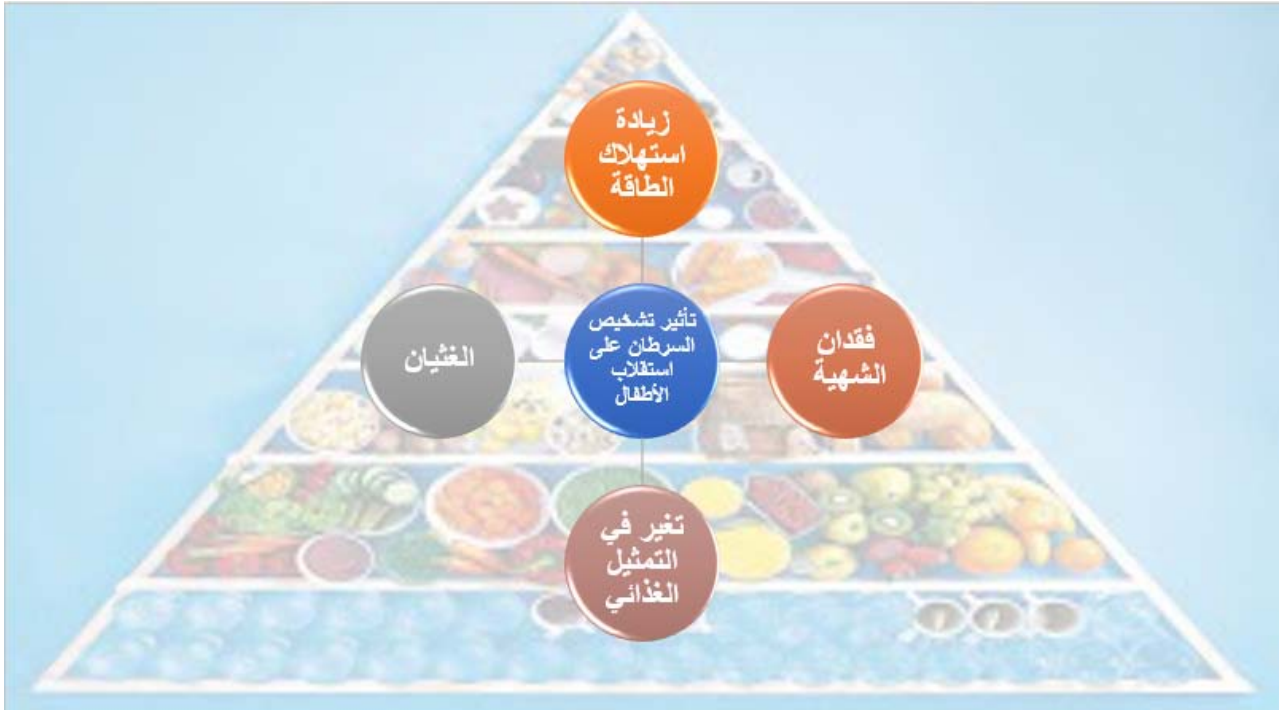 زيادة
استهلاك
الطاقة
فقدان
الشهية
تأثير تشخيص
السرطان على
استقلاب
الأطفال
الغثيان
تغير في
التمثيل
الغذائي